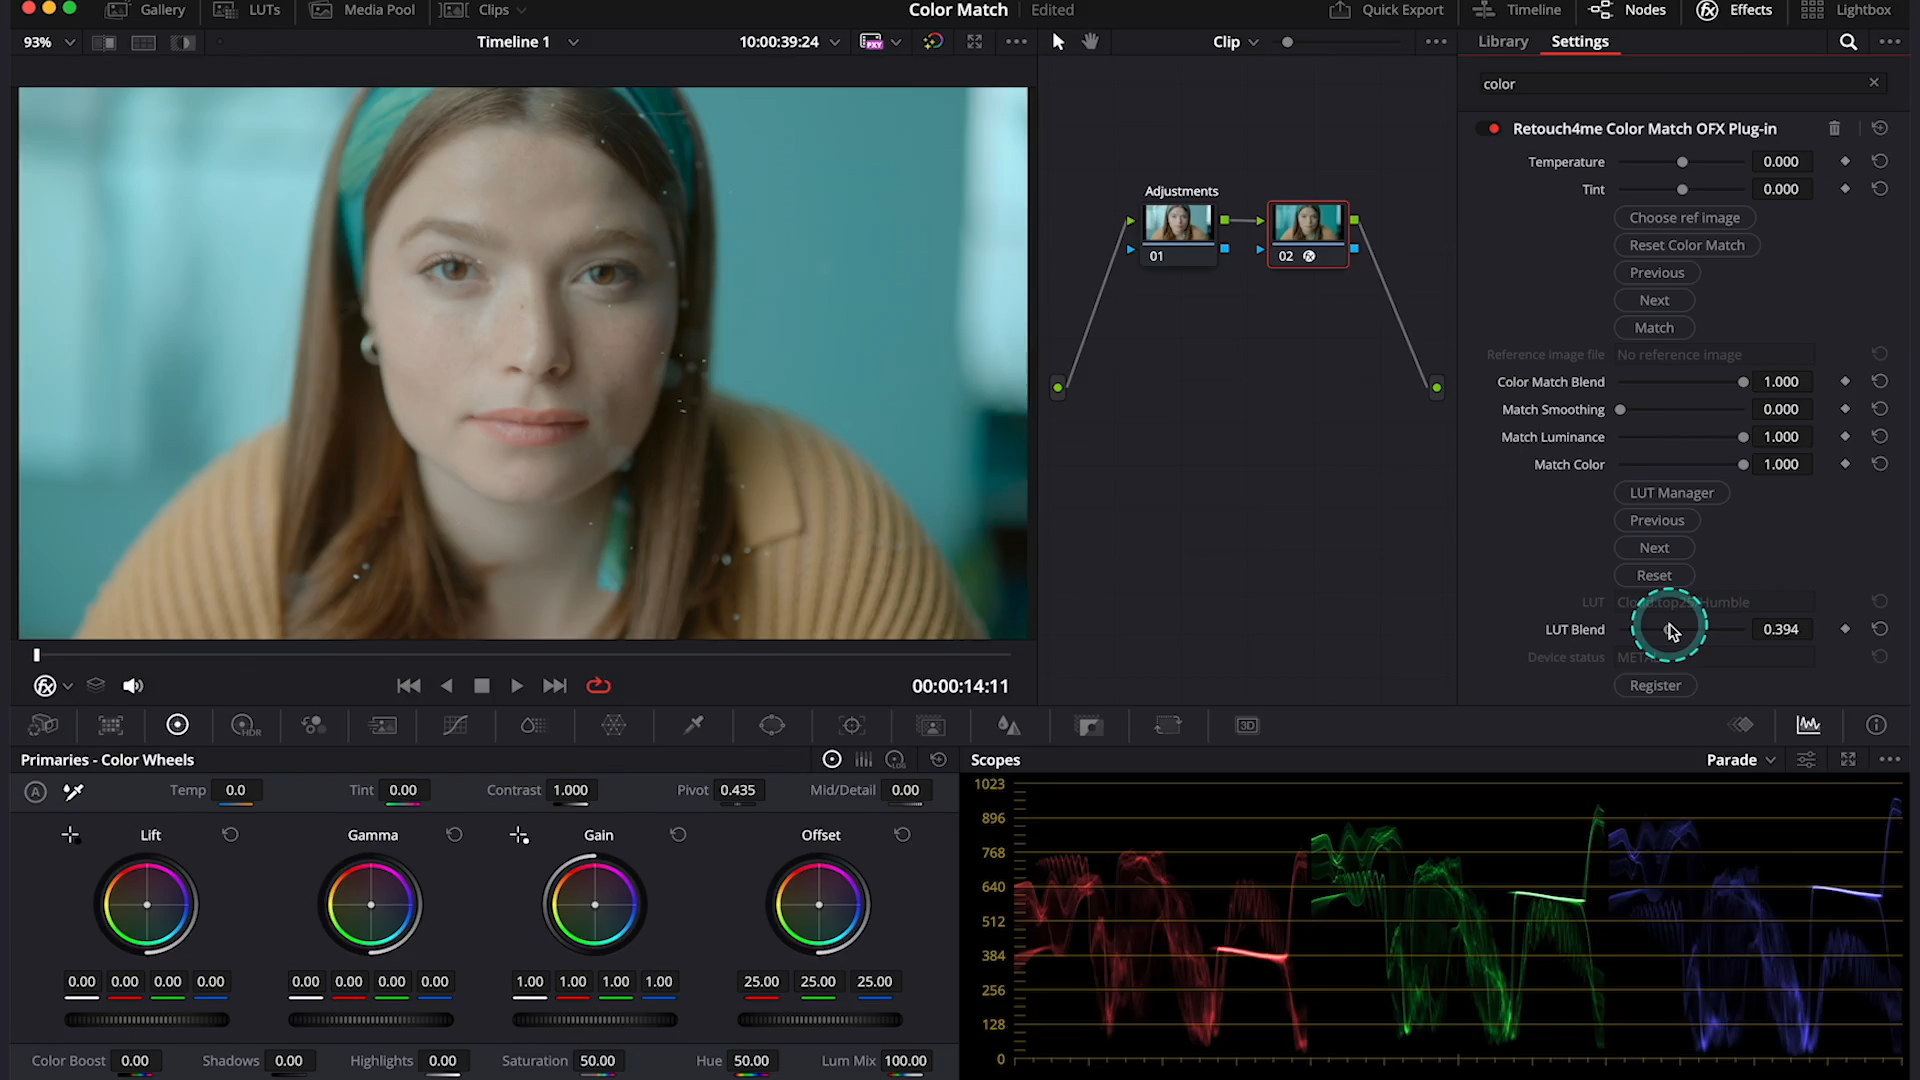 Gallery LUTs Media Pool Clips Color Match Edited Quick Export Timeline Nodes Effects Lightbox
93% Timeline 1 10:00:39:24 PXY Clip Library Settings
color
Retouch4me Color Match OFX Plug-in
Temperature 0.000
Tint 0.000
Choose ref image
Reset Color Match
Previous
Next
Match
Reference image file No reference image
Color Match Blend 1.000
Match Smoothing 0.000
Match Luminance 1.000
Match Color 1.000
LUT Manager
Previous
Next
Reset
LUT Humble
LUT Blend 0.394
Device status
Register
Adjustments
01 02
00:00:14:11
HDR 3D
Primaries - Color Wheels LOG Scopes Parade
A Temp 0.0 Tint 0.00 Contrast 1.000 Pivot 0.435 Mid/Detail 0.00
Lift Gamma Gain Offset
0.00 0.00 0.00 0.00 0.00 0.00 0.00 0.00 1.00 1.00 1.00 1.00 25.00 25.00 25.00
Color Boost 0.00 Shadows 0.00 Highlights 0.00 Saturation 50.00 Hue 50.00 Lum Mix 100.00
1023
896
768
640
512
384
256
128
0